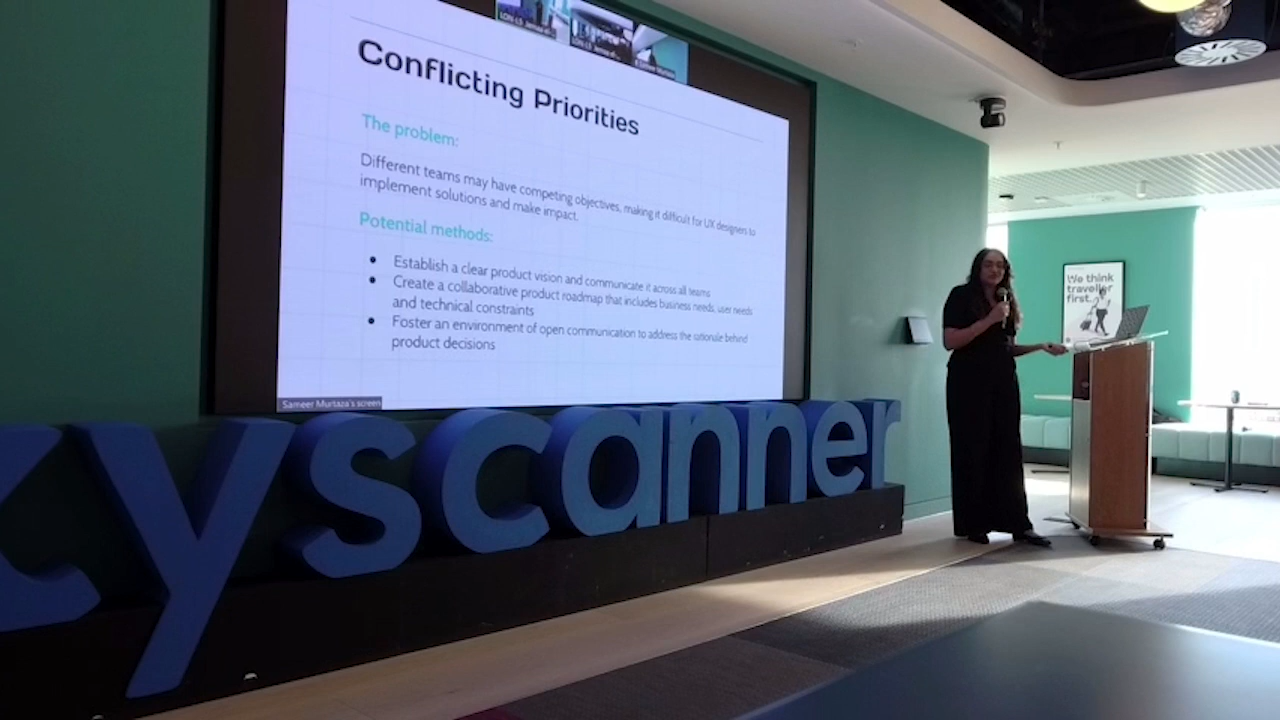 Conflicting Priorities
The problem:
Different teams may have competing objectives, making it difficult for UX designers to
implement solutions and make impact.
Potential methods:
Establish a clear product vision and communicate it across all teams
Create a collaborative product roadmap that includes business needs, user needs
and technical constraints
Foster an environment of open communication to address the rationale behind
product decisions
Sameer Murtaza's screen
kyscanner
We think
traveller
first.